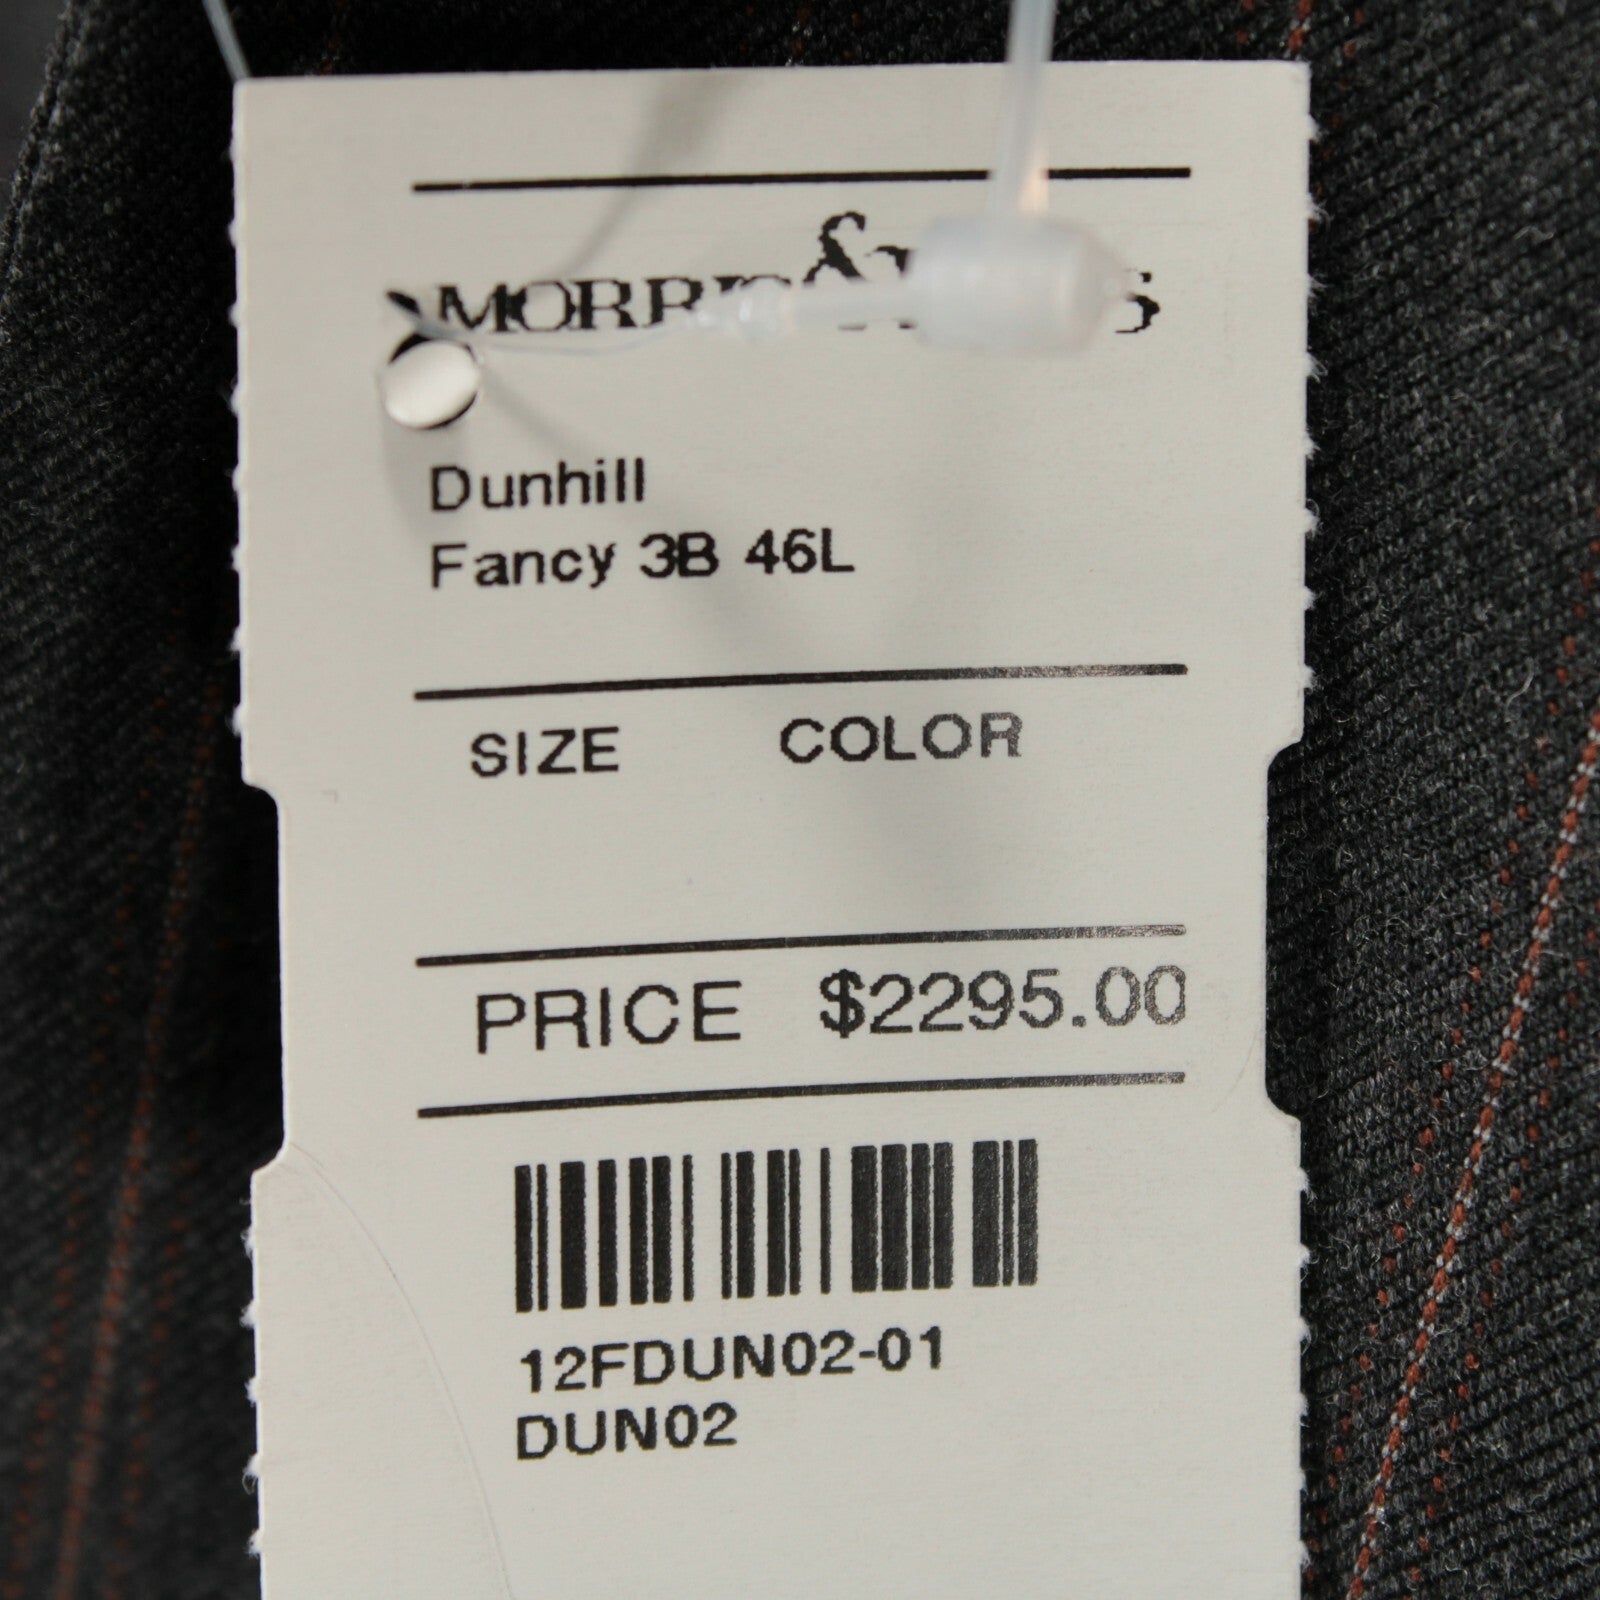 &
Dunhill
Fancy 3B 46L
SIZE COLOR
PRICE $2295.00
12FDUN02-01
DUN02